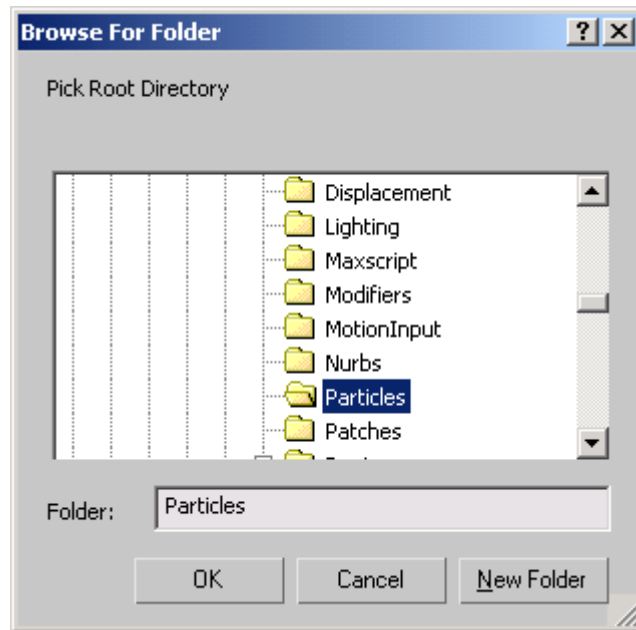 Browse For Folder
Pick Root Directory
Displacement
Lighting
Maxscript
Modifiers
MotionInput
Nurbs
Particles
Patches
Folder: Particles
OK Cancel New Folder